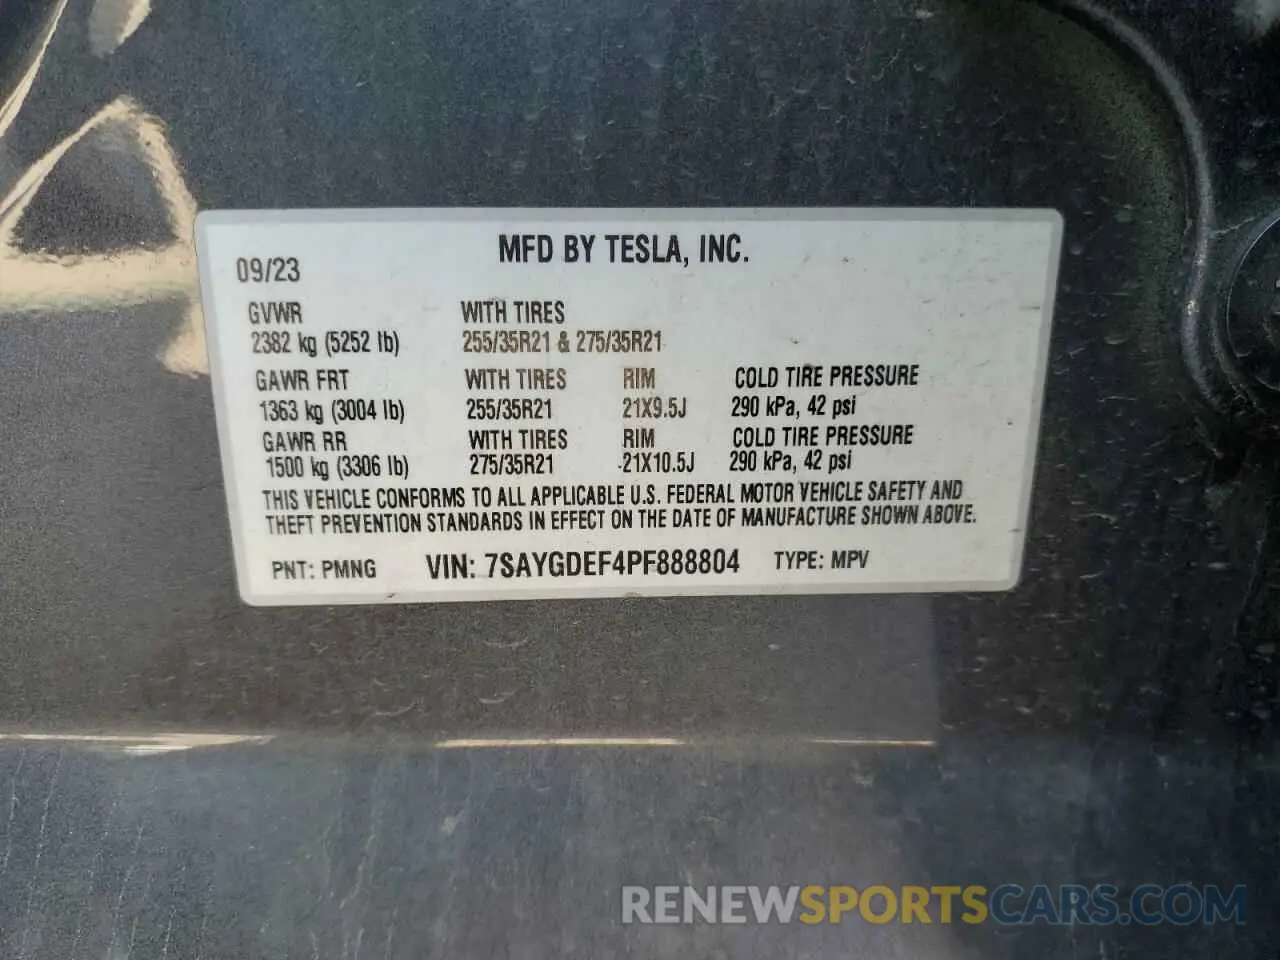 MFD BY TESLA, INC.
09/23
GVWR WITH TIRES
2382 kg (5252 lb) 255/35R21 & 275/35R21
GAWR FRT WITH TIRES RIM COLD TIRE PRESSURE
1363 kg (3004 lb) 255/35R21 21X9.5J 290 kPa, 42 psi
GAWR RR WITH TIRES RIM COLD TIRE PRESSURE
1500 kg (3306 lb) 275/35R21 21X10.5J 290 kPa, 42 psi
THIS VEHICLE CONFORMS TO ALL APPLICABLE U.S. FEDERAL MOTOR VEHICLE SAFETY AND
THEFT PREVENTION STANDARDS IN EFFECT ON THE DATE OF MANUFACTURE SHOWN ABOVE.
PNT: PMNG VIN: 7SAYGDEF4PF888804 TYPE: MPV
RENEWSPORTSCARS.COM